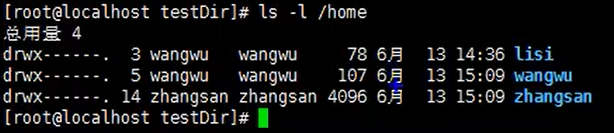 [root@localhost testDir]# ls -l /home
总用量 4
drwx------. 3 wangwu wangwu 78 6月 13 14:36 lisi
drwx------. 5 wangwu wangwu 107 6月 13 15:09 wangwu
drwx------. 14 zhangsan zhangsan 4096 6月 13 15:09 zhangsan
[root@localhost testDir]#